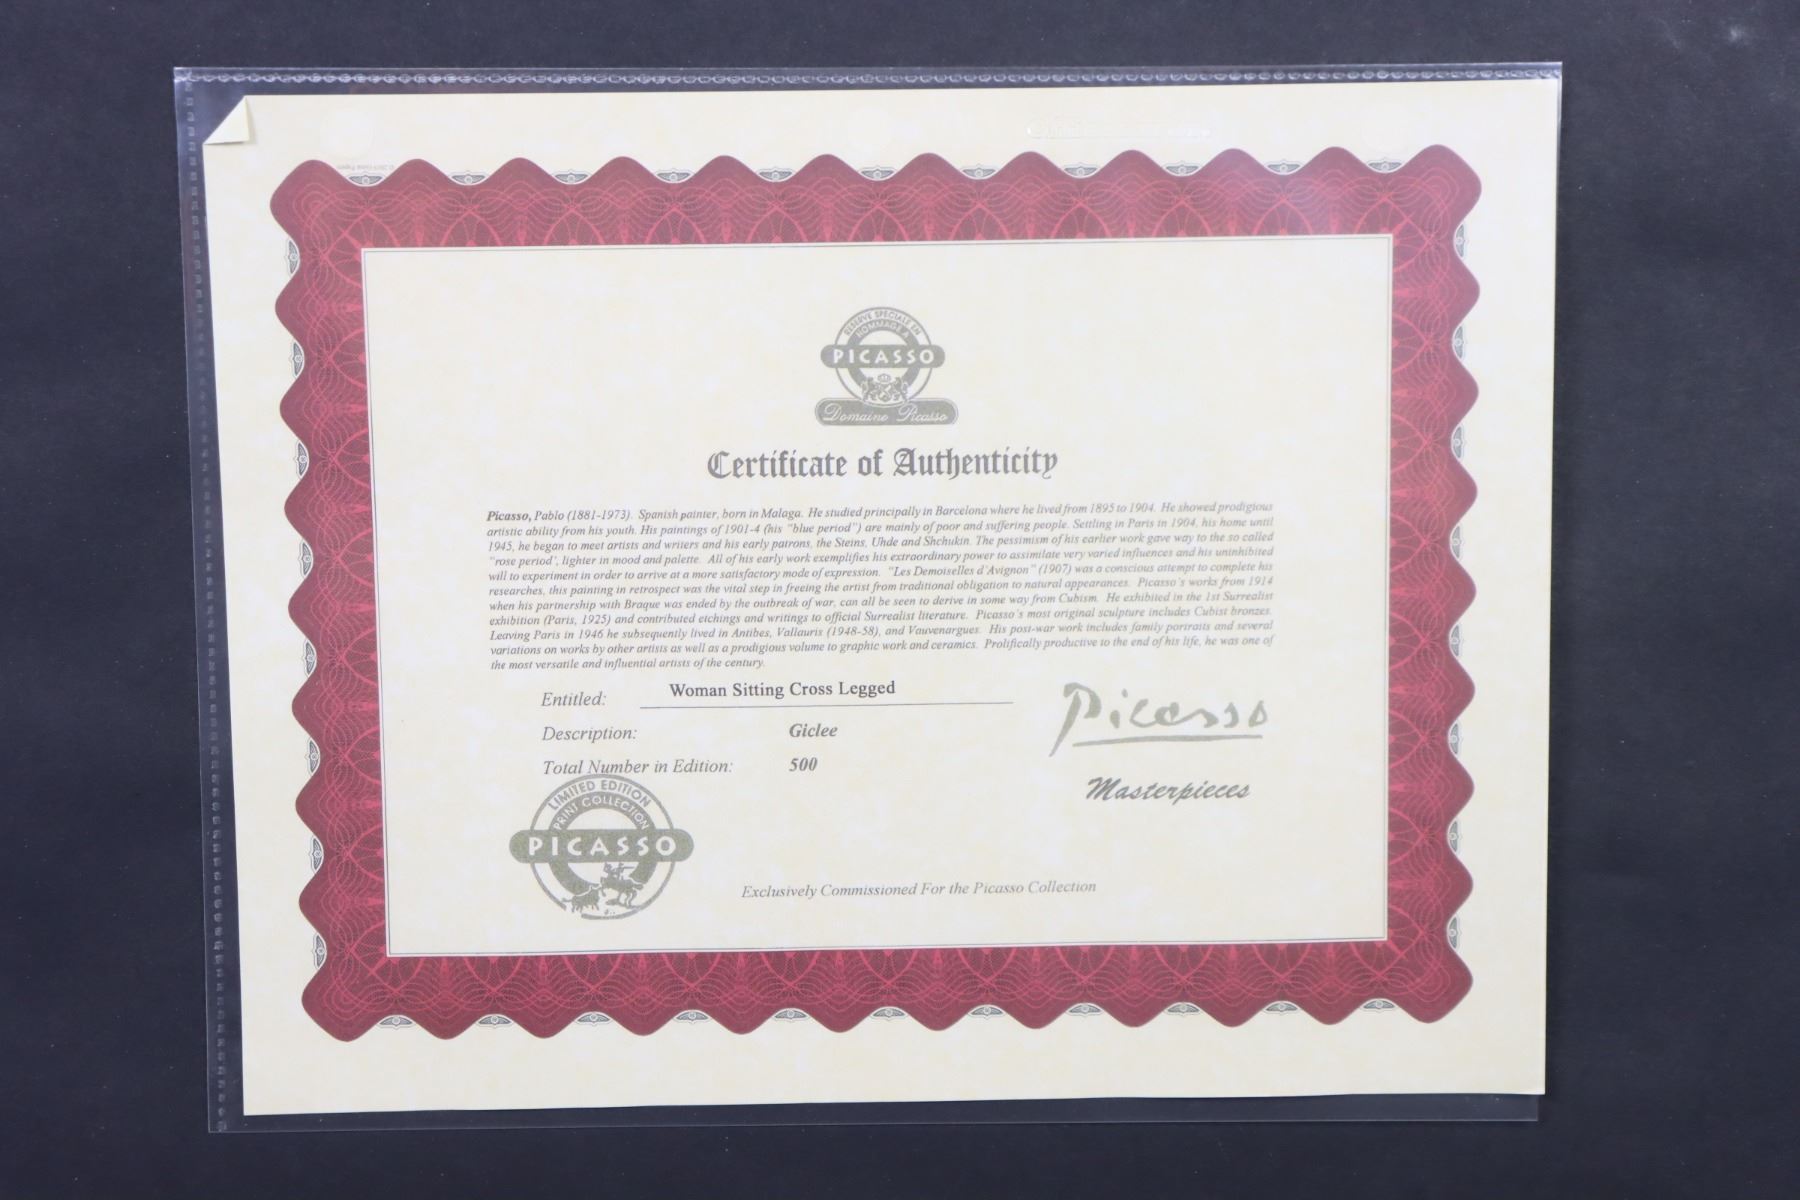 RESERVE SPECIALE EN
HOMMAGE A
PICASSO
Domaine Picasso
Certificate of Authenticity
Picasso, Pablo (1881-1973). Spanish painter, born in Malaga. He studied principally in Barcelona where he lived from 1895 to 1904. He showed prodigious
artistic ability from his youth. His paintings of 1901-4 (his "blue period") are mainly of poor and suffering people. Settling in Paris in 1904, his home until
1945, he began to meet artists and writers and his early patrons, the Steins, Uhde and Shchukin. The pessimism of his earlier work gave way to the so called
"rose period", lighter in mood and palette. All of his early work exemplifies his extraordinary power to assimilate very varied influences and his uninhibited
will to experiment in order to arrive at a more satisfactory mode of expression. "Les Demoiselles d'Avignon" (1907) was a conscious attempt to complete his
researches, this painting in retrospect was the vital step in freeing the artist from traditional obligation to natural appearances. Picasso's works from 1914
when his partnership with Braque was ended by the outbreak of war, can all be seen to derive in some way from Cubism. He exhibited in the 1st Surrealist
exhibition (Paris, 1925) and contributed etchings and writings to official Surrealist literature. Picasso's most original sculpture includes Cubist bronzes.
Leaving Paris in 1946 he subsequently lived in Antibes, Vallauris (1948-58), and Vauvenargues. His post-war work includes family portraits and several
variations on works by other artists as well as a prodigious volume to graphic work and ceramics. Prolifically productive to the end of his life, he was one of
the most versatile and influential artists of the century.
Entitled: Woman Sitting Cross Legged
Description: Giclee
Total Number in Edition: 500
Picasso
Masterpieces
LIMITED EDITION
PRINT COLLECTION
PICASSO
Exclusively Commissioned For the Picasso Collection